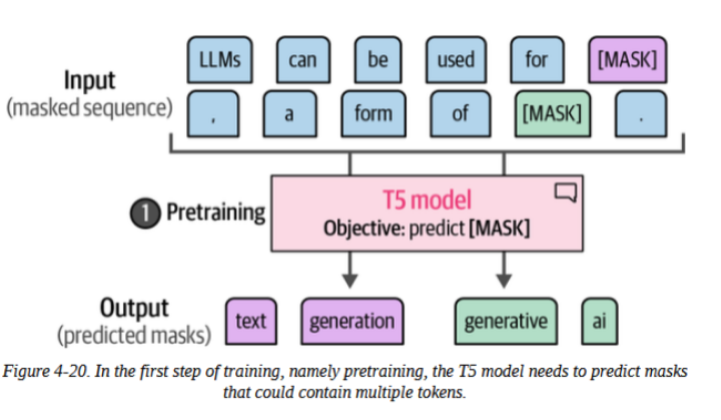 Input
(masked sequence)
LLMs can be used for [MASK]
, a form of [MASK] .
1 Pretraining
T5 model
Objective: predict [MASK]
Output
(predicted masks)
text generation generative ai
Figure 4-20. In the first step of training, namely pretraining, the T5 model needs to predict masks
that could contain multiple tokens.